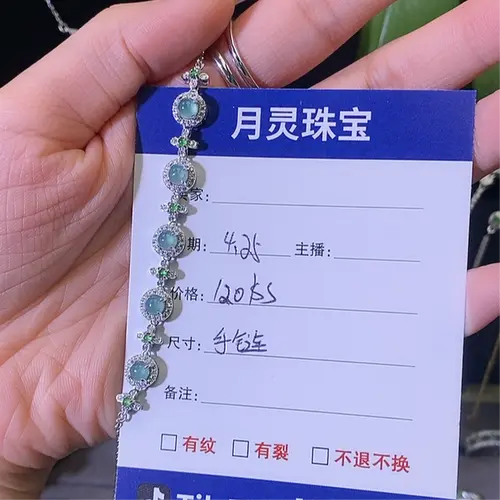 月灵珠宝
家:
期: 4.25 主播:
价格: 120
尺寸: 手链
备注:
有纹 有裂 不退不换